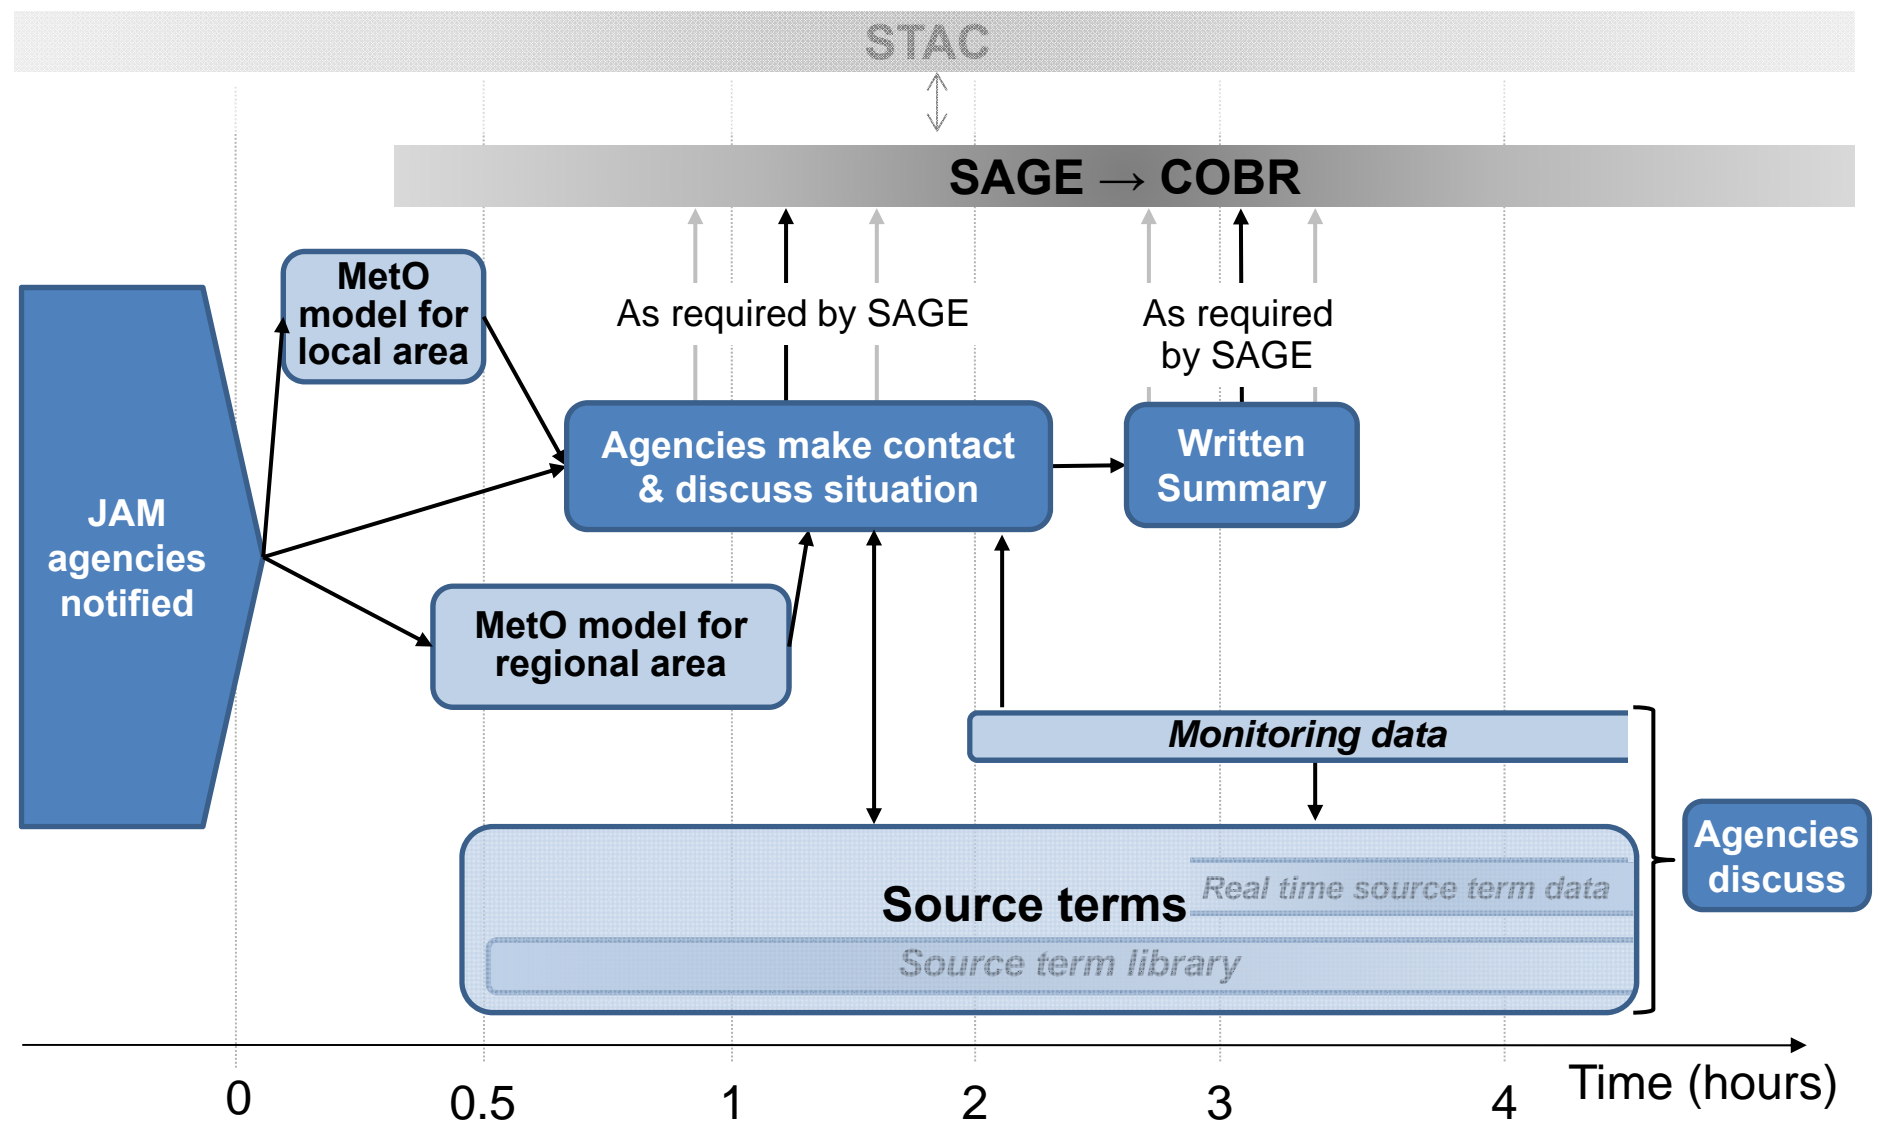 STAC
SAGE → COBR
MetO
model for
local area
As required by SAGE
As required
by SAGE
Agencies make contact
& discuss situation
Written
Summary
JAM
agencies
notified
MetO model for
regional area
Monitoring data
Agencies
discuss
Real time source term data
Source terms
Source term library
0
0.5
1
2
3
4
Time (hours)